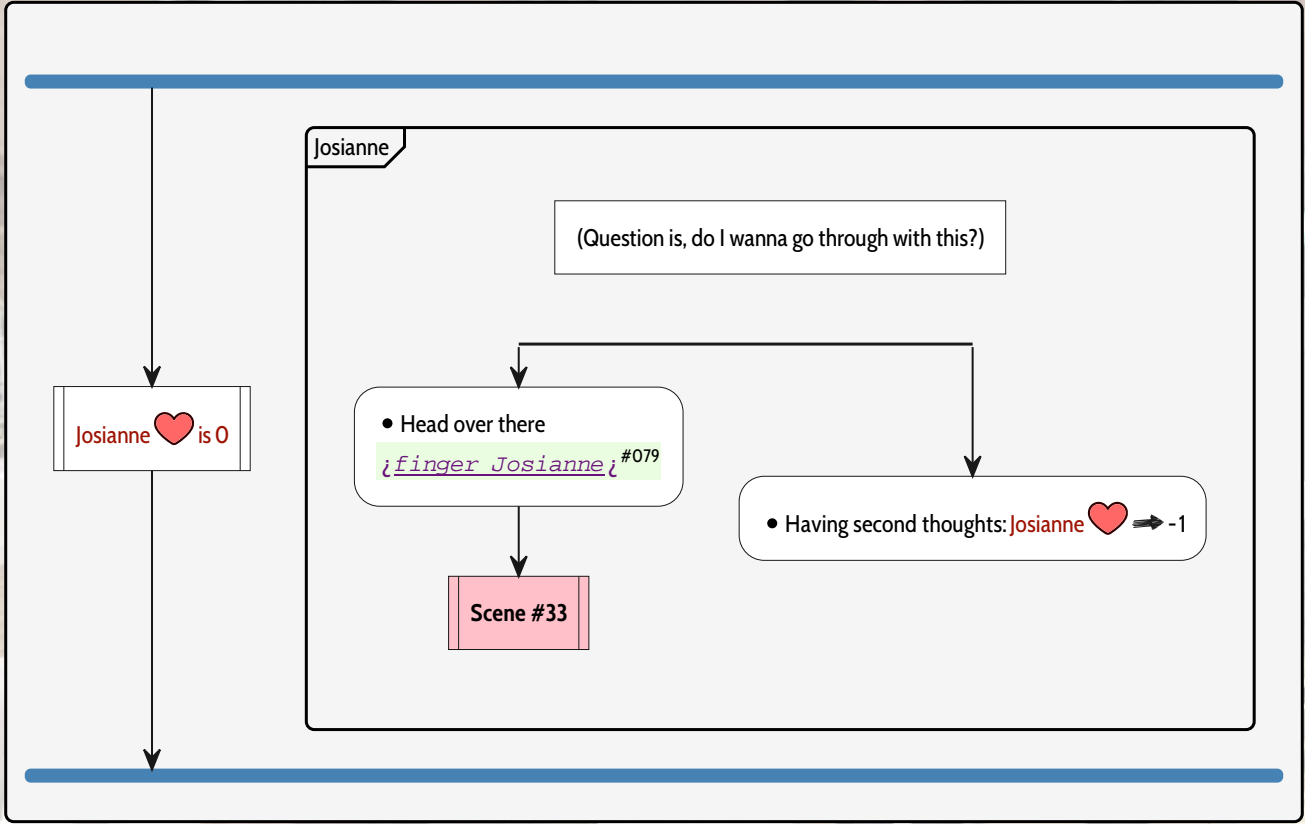 Josianne
(Question is, do I wanna go through with this?)
Josianne ❤ is 0
• Head over there
¿finger Josianne¿#079
• Having second thoughts: Josianne ❤ ➡ -1
Scene #33